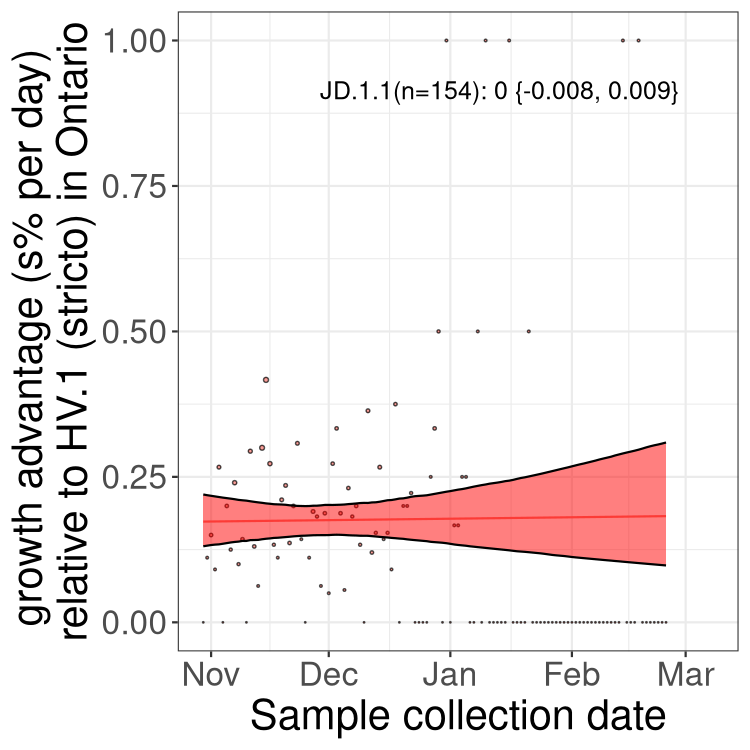 growth advantage (s% per day)
relative to HV.1 (stricto) in Ontario
1.00
0.75
0.50
0.25
0.00
JD.1.1(n=154): 0 {-0.008, 0.009}
Nov Dec Jan Feb Mar
Sample collection date